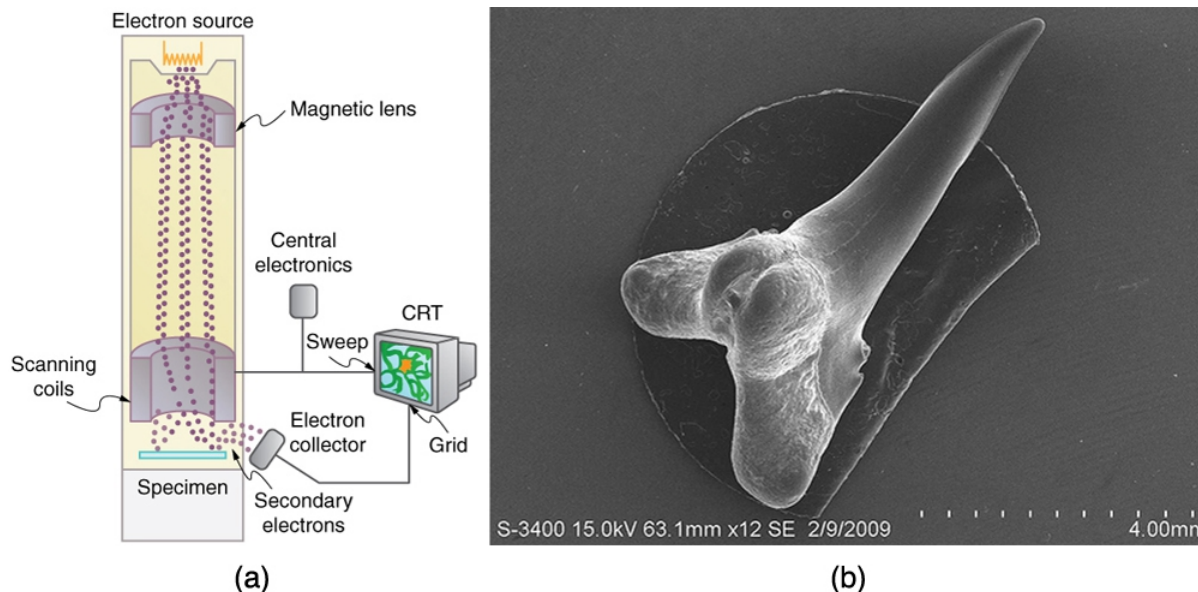 Electron source
Magnetic lens
Central
electronics
CRT
Sweep
Scanning
coils
Electron
collector
Grid
Specimen
Secondary
electrons
(a)
S-3400 15.0kV 63.1mm x12 SE 2/9/2009
4.00mm
(b)